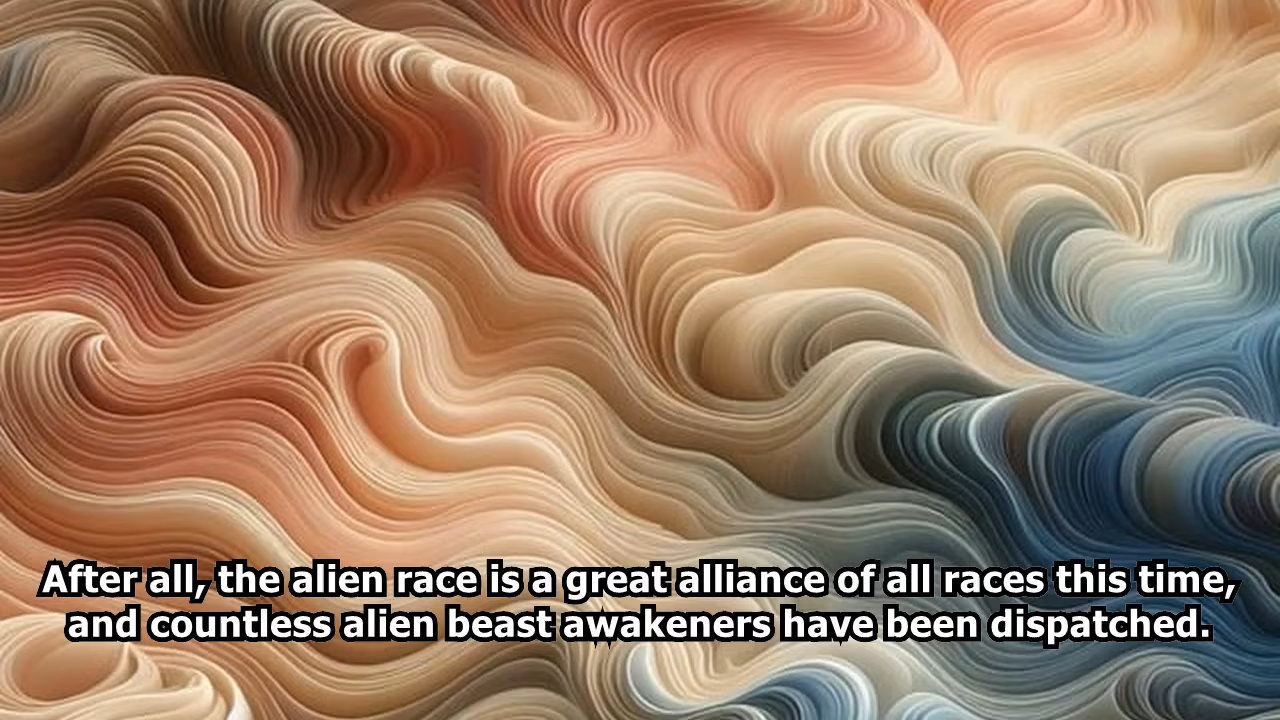 After all, the alien race is a great alliance of all races this time,
and countless alien beast awakeners have been dispatched.